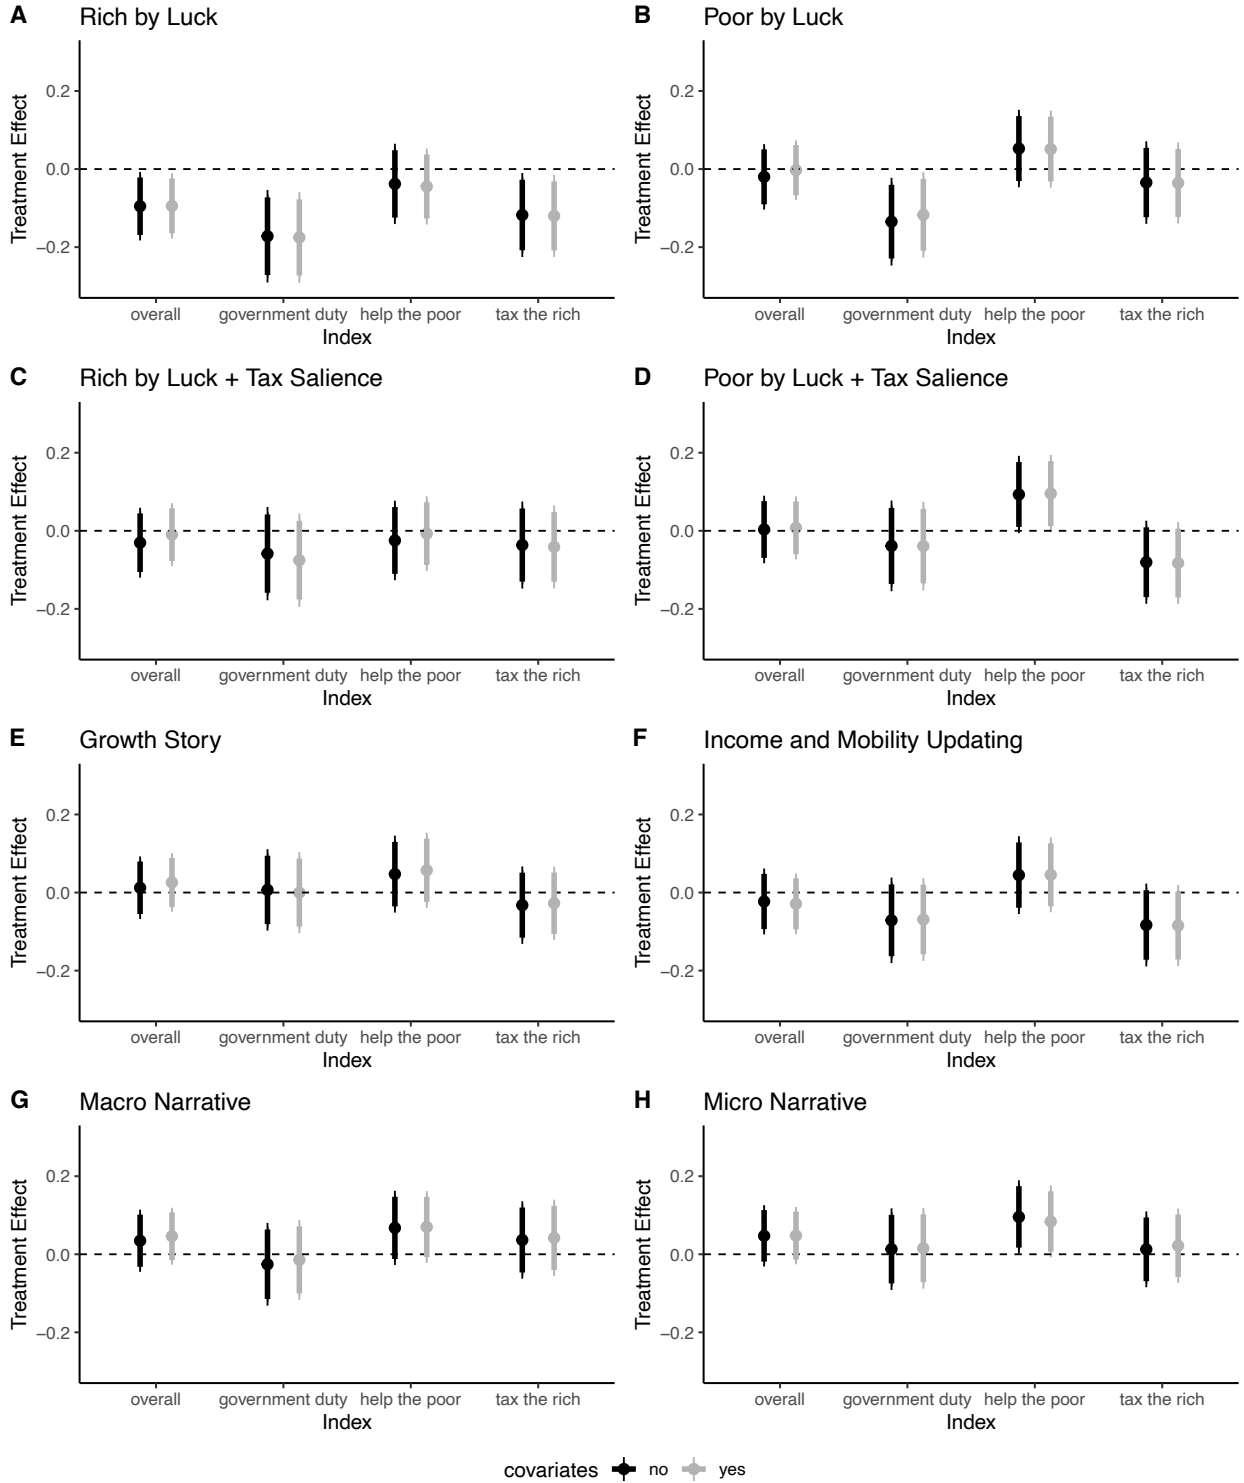 A Rich by Luck
Treatment Effect
0.2
0.0
−0.2
overall government duty help the poor tax the rich
Index
B Poor by Luck
Treatment Effect
0.2
0.0
−0.2
overall government duty help the poor tax the rich
Index
C Rich by Luck + Tax Salience
Treatment Effect
0.2
0.0
−0.2
overall government duty help the poor tax the rich
Index
D Poor by Luck + Tax Salience
Treatment Effect
0.2
0.0
−0.2
overall government duty help the poor tax the rich
Index
E Growth Story
Treatment Effect
0.2
0.0
−0.2
overall government duty help the poor tax the rich
Index
F Income and Mobility Updating
Treatment Effect
0.2
0.0
−0.2
overall government duty help the poor tax the rich
Index
G Macro Narrative
Treatment Effect
0.2
0.0
−0.2
overall government duty help the poor tax the rich
Index
H Micro Narrative
Treatment Effect
0.2
0.0
−0.2
overall government duty help the poor tax the rich
Index
covariates no yes